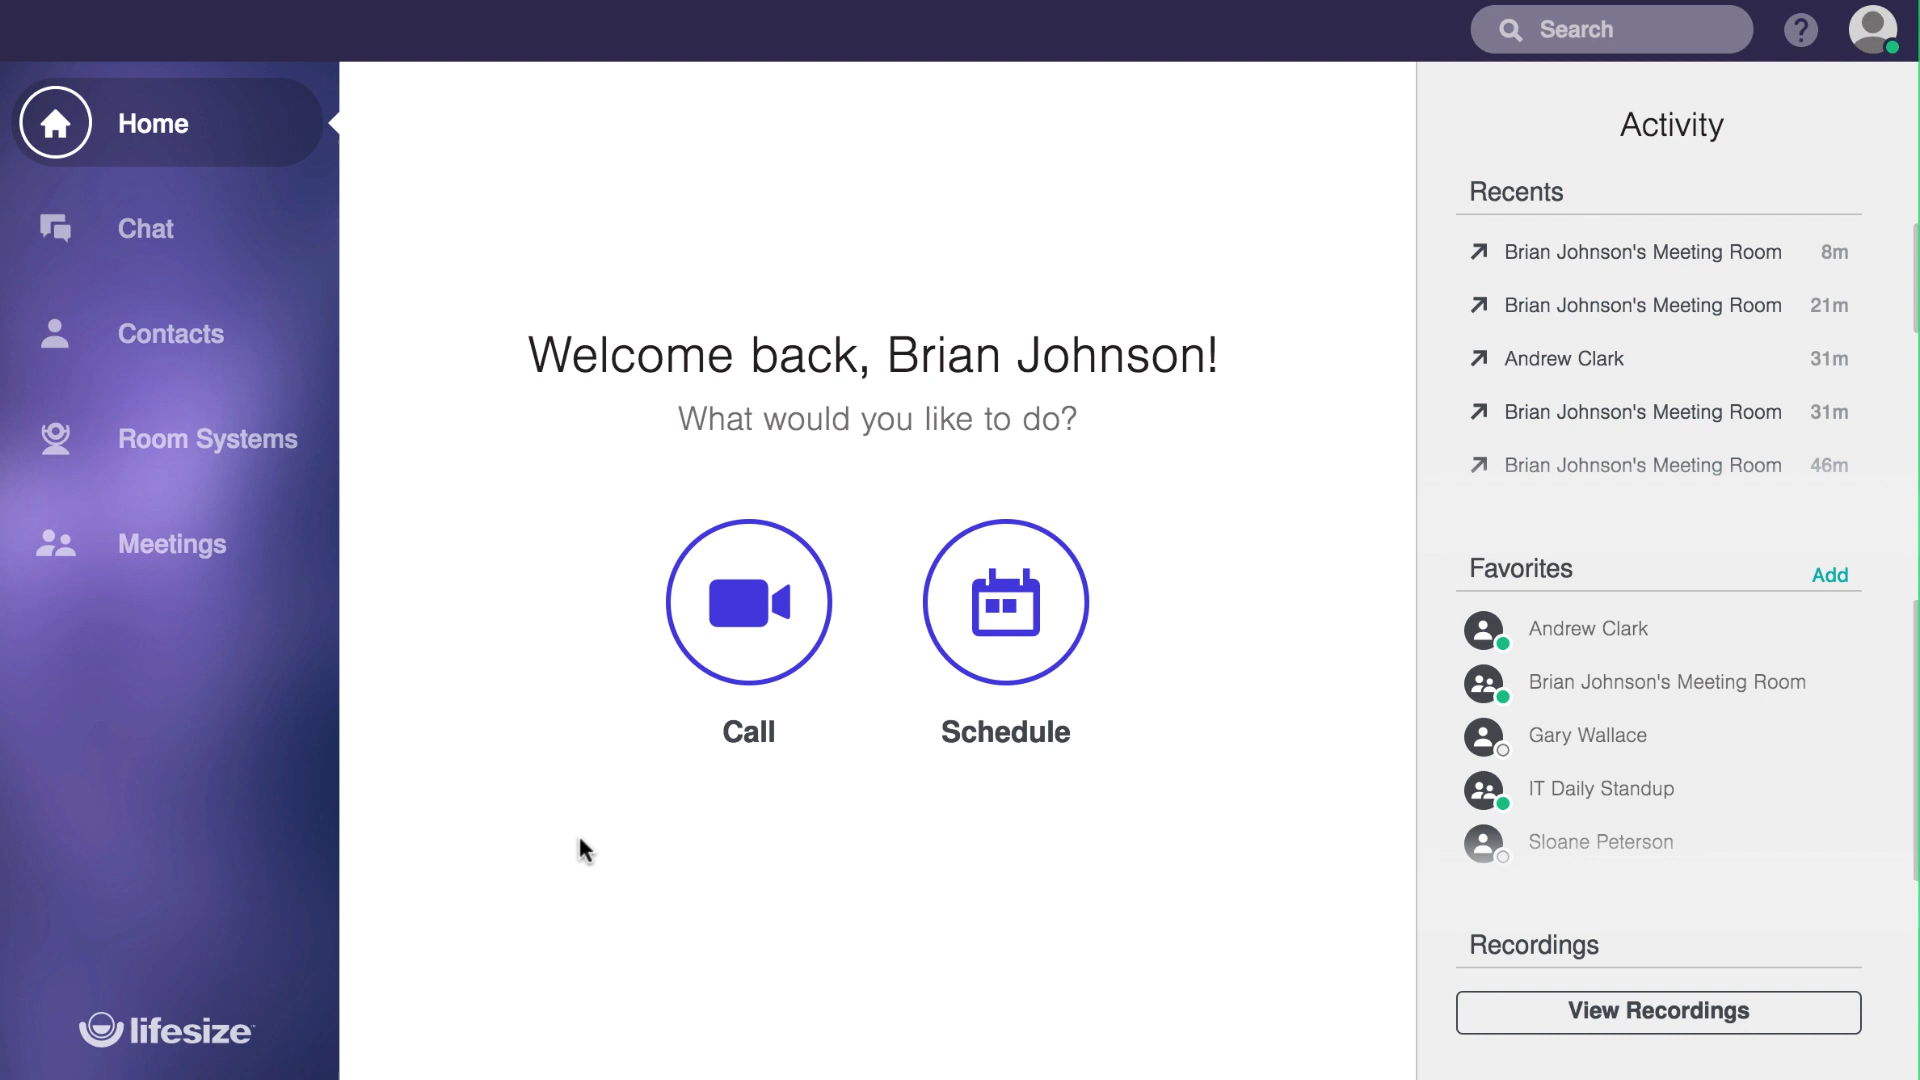 Search
?
Home
Chat
Contacts
Room Systems
Meetings
lifesize
Welcome back, Brian Johnson!
What would you like to do?
Call
Schedule
Activity
Recents
Brian Johnson's Meeting Room 8m
Brian Johnson's Meeting Room 21m
Andrew Clark 31m
Brian Johnson's Meeting Room 31m
Brian Johnson's Meeting Room 46m
Favorites Add
Andrew Clark
Brian Johnson's Meeting Room
Gary Wallace
IT Daily Standup
Sloane Peterson
Recordings
View Recordings